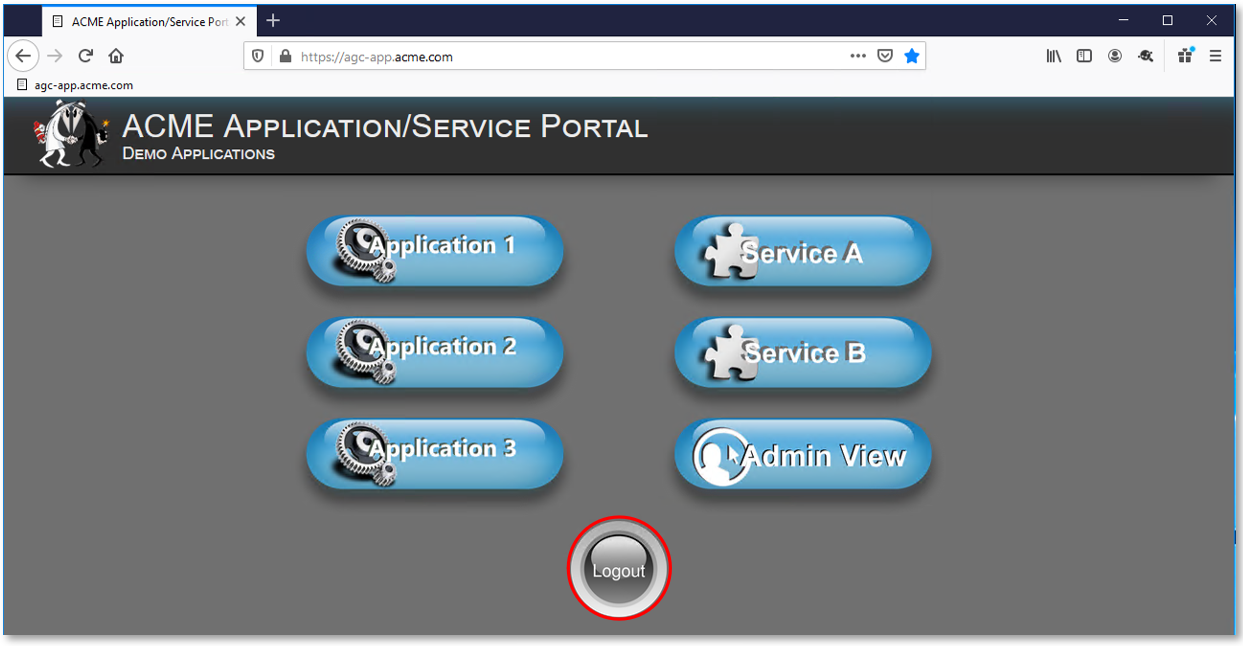 ACME Application/Service Port
https://agc-app.acme.com
agc-app.acme.com
ACME Application/Service Portal
Demo Applications
Application 1
Service A
Application 2
Service B
Application 3
Admin View
Logout